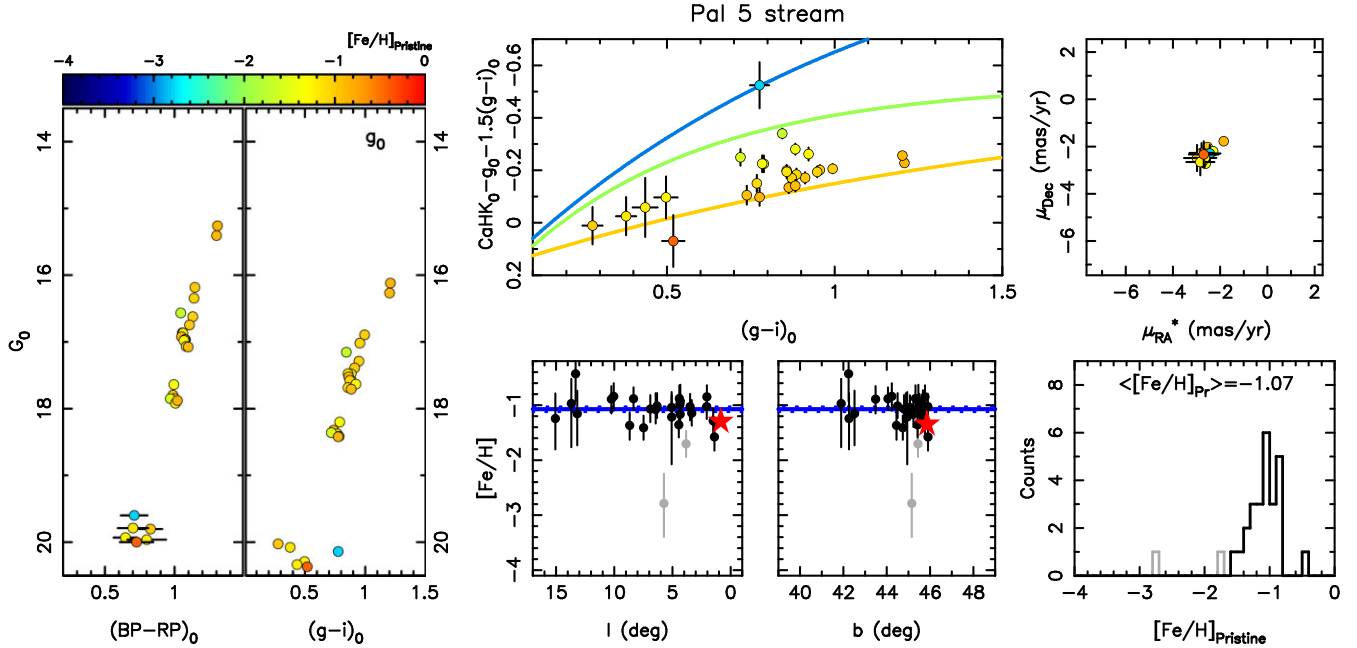 Pal 5 stream
[Fe/H]Pristine
−4 −3 −2 −1 0
14 16 18 20
G0
0.5 1
(BP−RP)0
g0
14 16 18 20
0.5 1 1.5
(g−i)0
−0.6 −0.4 −0.2 0 0.2
CaHK0−g0−1.5(g−i)0
0.5 1 1.5
(g−i)0
2 0 −2 −4 −6
μDec (mas/yr)
−6 −4 −2 0 2
μRA* (mas/yr)
−1 −2 −3 −4
[Fe/H]
15 10 5 0
l (deg)
40 42 44 46 48
b (deg)
<[Fe/H]Pr>=−1.07
0 2 4 6 8
Counts
−4 −3 −2 −1 0
[Fe/H]Pristine